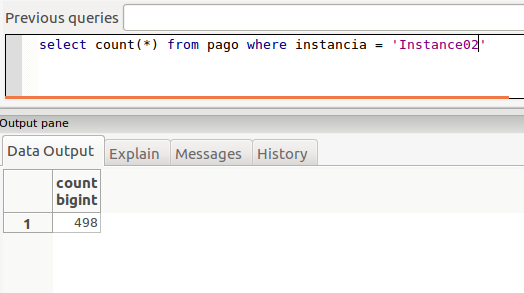 Previous queries
select count(*) from pago where instancia = 'Instance02'
Output pane
Data Output Explain Messages History
count
bigint
1 498